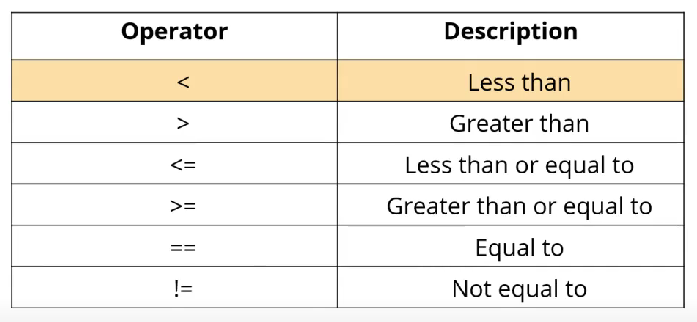 Operator Description
< Less than
> Greater than
<= Less than or equal to
>= Greater than or equal to
== Equal to
!= Not equal to